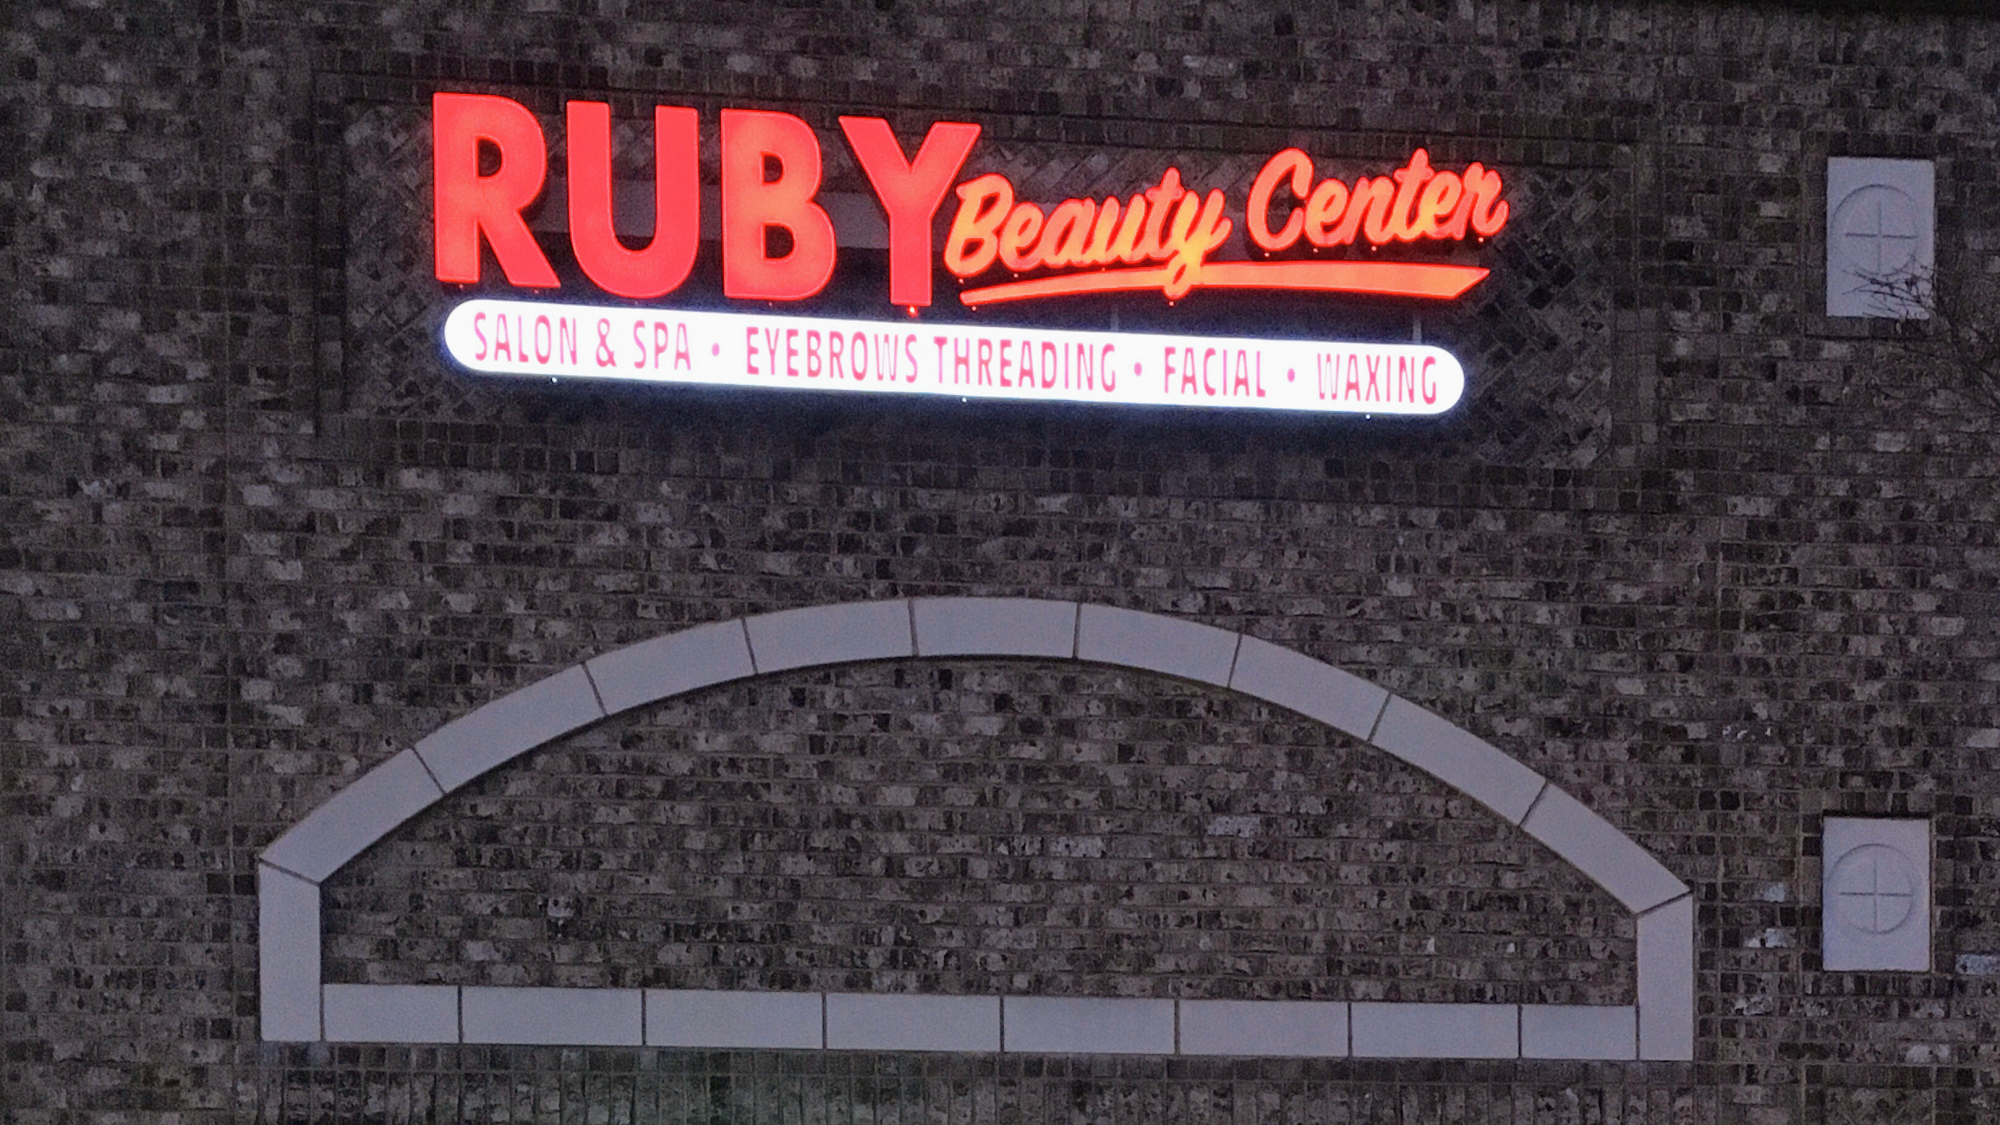 RUBY Beauty Center
SALON & SPA • EYEBROWS THREADING • FACIAL • WAXING